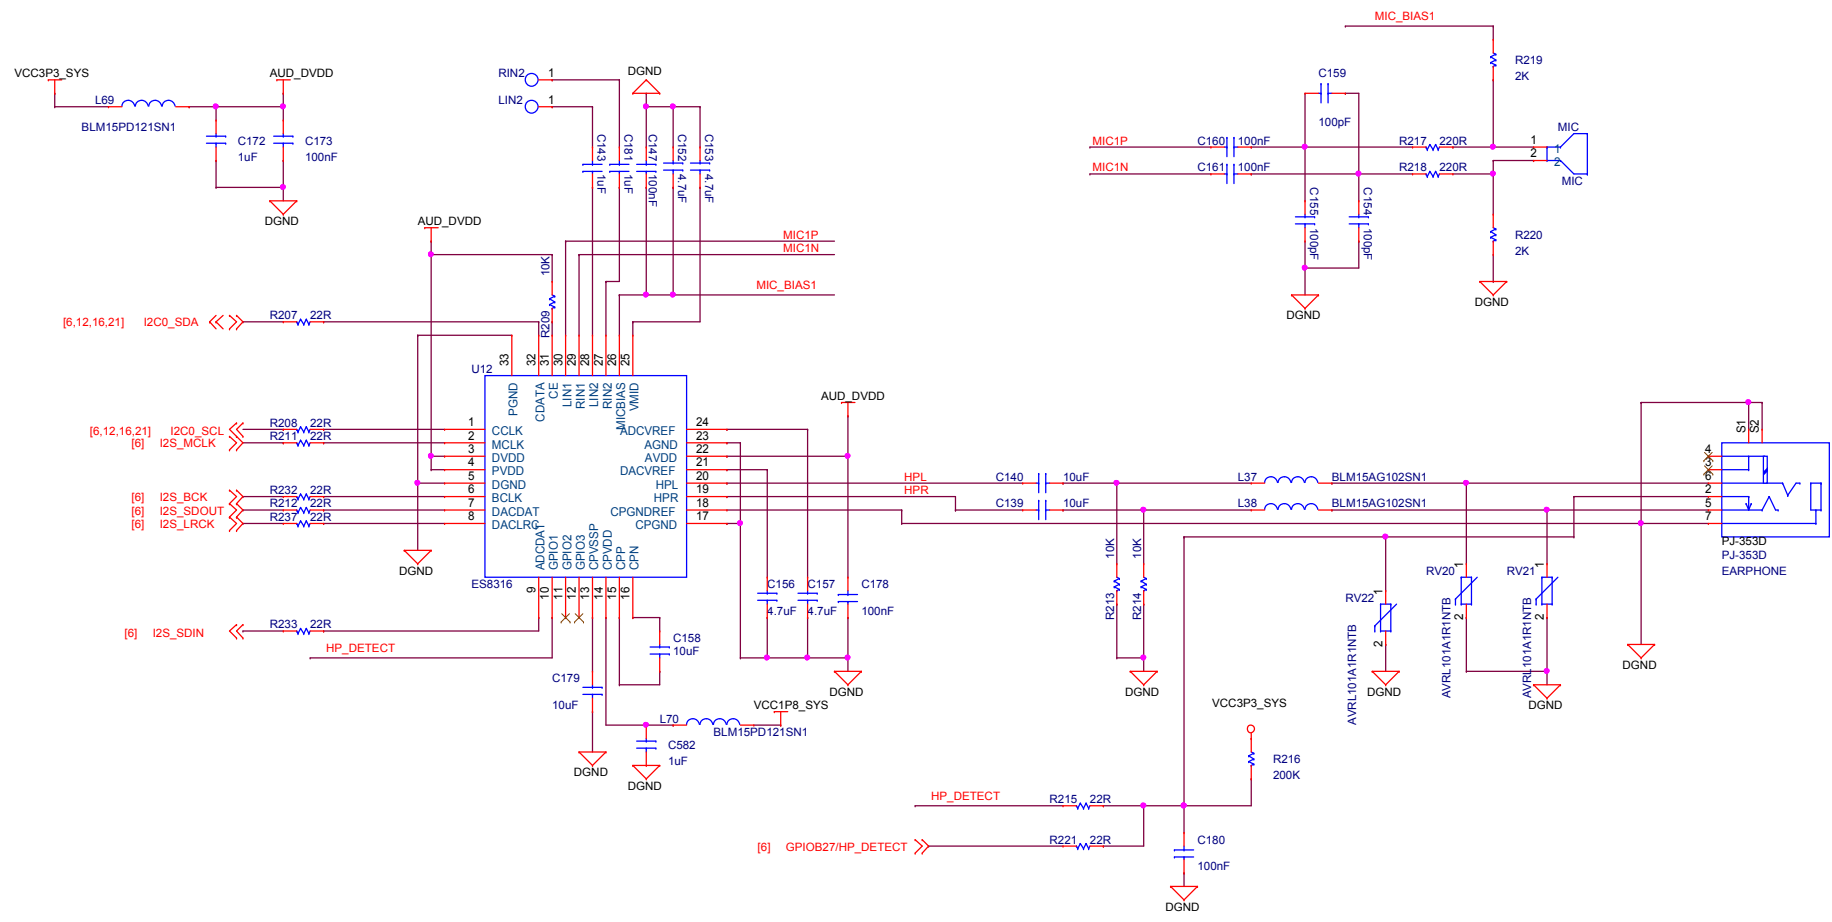 MIC_BIAS1
VCC3P3_SYS
AUD_DVDD
L69
BLM15PD121SN1
C172
1uF
C173
100nF
DGND
RIN2
1
LIN2
1
DGND
C143
1uF
C181
1uF
C147
100nF
C152
4.7uF
C153
4.7uF
R219
2K
C159
100pF
MIC1P
C160
100nF
R217
220R
1
MIC
1
MIC1N
C161
100nF
R218
220R
2
2
MIC
C155
100pF
C154
100pF
R220
2K
DGND
DGND
AUD_DVDD
MIC1P
MIC1N
MIC_BIAS1
10K
R209
[6,12,16,21]
I2C0_SDA
R207
22R
33
32
31
30
29
28
27
26
25
U12
PGND
CDATA
CE
LIN1
RIN1
LIN2
RIN2
MICBIAS
VMID
[6,12,16,21]
I2C0_SCL
R208
22R
1
CCLK
[6]
I2S_MCLK
R211
22R
2
MCLK
3
DVDD
4
PVDD
5
DGND
[6]
I2S_BCK
R232
22R
6
BCLK
[6]
I2S_SDOUT
R212
22R
7
DACDAT
[6]
I2S_LRCK
R237
22R
8
DACLRC
ADCVREF
24
AGND
23
AVDD
22
DACVREF
21
HPL
20
HPR
19
CPGNDREF
18
CPGND
17
ADCDAT
GPIO1
GPIO2
GPIO3
CPVSSP
CPVDD
CPP
CPN
ES8316
9
10
11
12
13
14
15
16
DGND
[6]
I2S_SDIN
R233
22R
HP_DETECT
AUD_DVDD
C156
4.7uF
C157
4.7uF
C178
100nF
DGND
C158
10uF
C179
10uF
DGND
L70
BLM15PD121SN1
VCC1P8_SYS
C582
1uF
DGND
HPL
C140
10uF
L37
BLM15AG102SN1
HPR
C139
10uF
L38
BLM15AG102SN1
10K
R213
10K
R214
DGND
S1
S2
4
3
6
2
5
7
PJ-353D
PJ-353D
EARPHONE
RV22
1
2
AVRL101A1R1NTB
DGND
RV20
1
2
AVRL101A1R1NTB
RV21
1
2
AVRL101A1R1NTB
DGND
DGND
VCC3P3_SYS
R216
200K
HP_DETECT
R215
22R
[6]
GPIOB27/HP_DETECT
R221
22R
C180
100nF
DGND